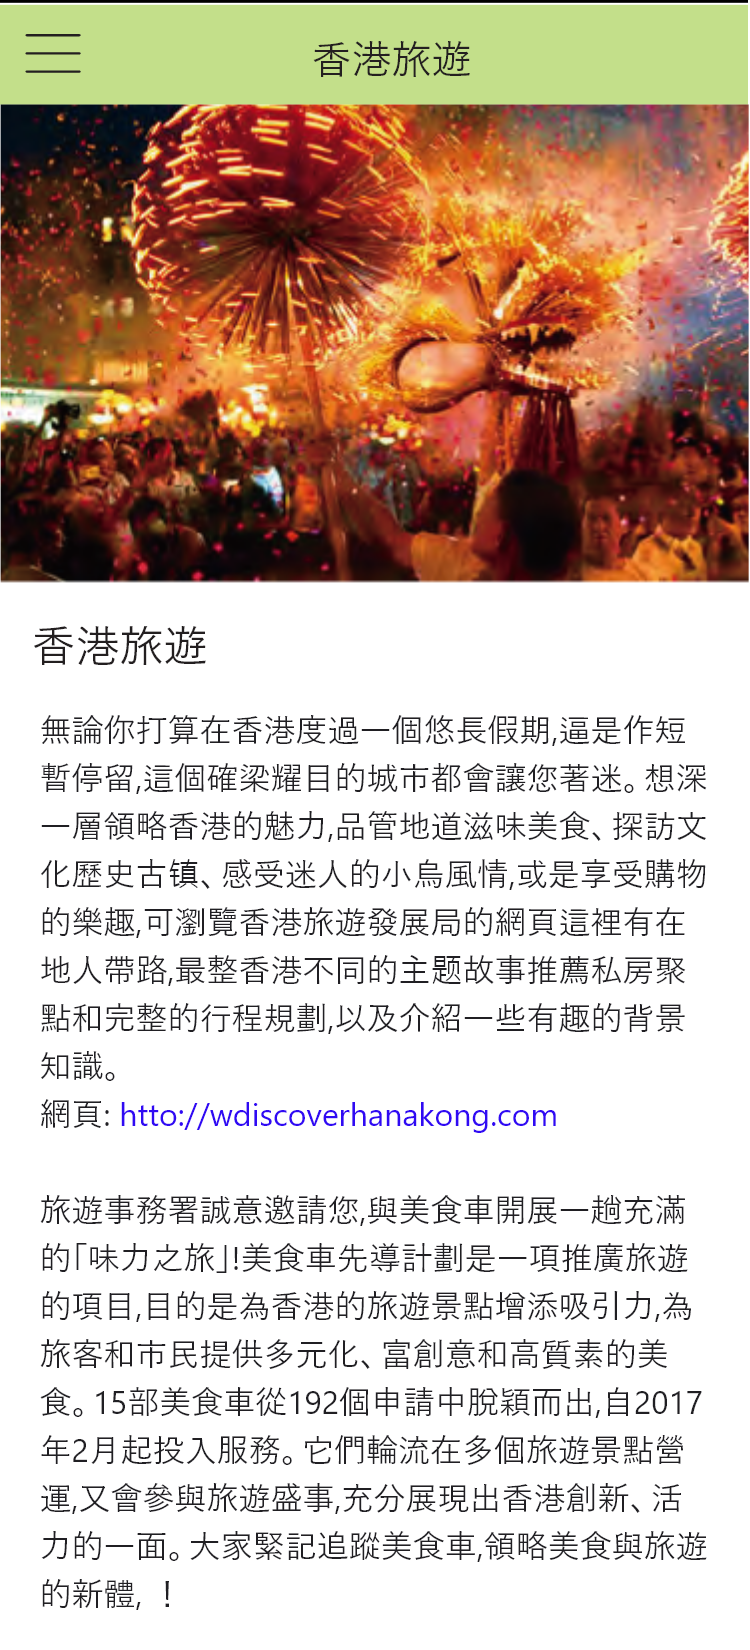 香港旅遊
香港旅遊
無論你打算在香港度過一個悠長假期,逼是作短
暫停留,這個確梁耀目的城市都會讓您著迷。想深
一層領略香港的魅力,品管地道滋味美食、探訪文
化歷史古镇、感受迷人的小烏風情,或是享受購物
的樂趣,可瀏覽香港旅遊發展局的網頁這裡有在
地人帶路,最整香港不同的主题故事推薦私房聚
點和完整的行程規劃,以及介紹一些有趣的背景
知識。
網頁: htto://wdiscoverhanakong.com
旅遊事務署誠意邀請您,與美食車開展一趟充滿
的「味力之旅」!美食車先導計劃是一項推廣旅遊
的項目,目的是為香港的旅遊景點增添吸引力,為
旅客和市民提供多元化、富創意和高質素的美
食。15部美食車從192個申請中脫穎而出,自2017
年2月起投入服務。它們輪流在多個旅遊景點營
運,又會參與旅遊盛事,充分展現出香港創新、活
力的一面。大家緊記追蹤美食車,領略美食與旅遊
的新體, !